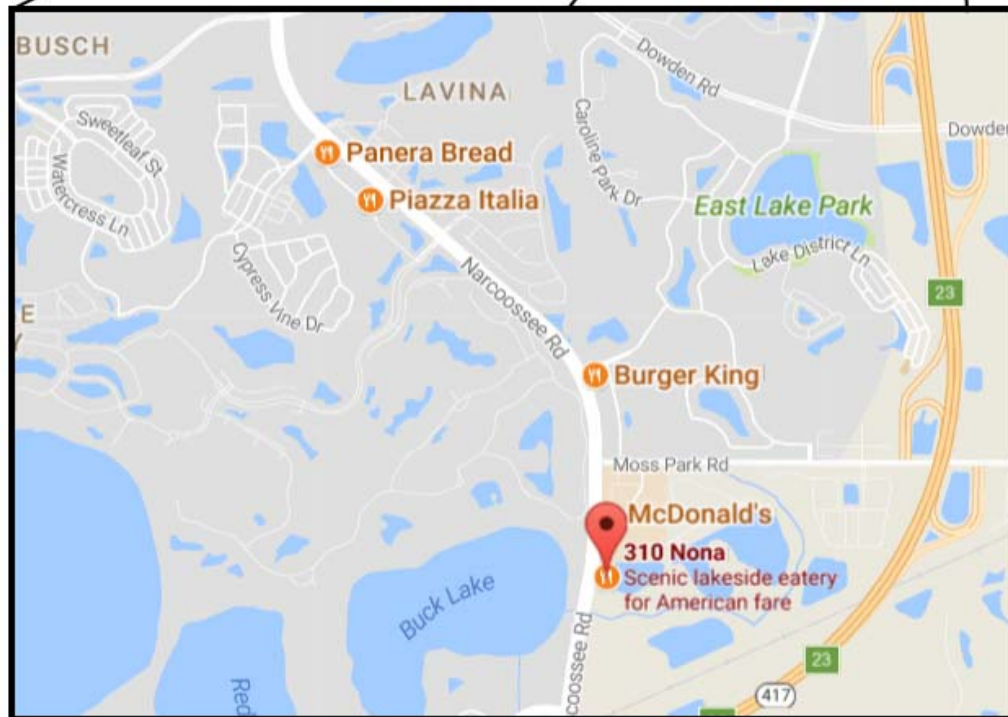 BUSCH
LAVINA
Dowden Rd
Dowden
Sweetleaf St
Caroline Park Dr
Panera Bread
Watercress Ln
Piazza Italia
East Lake Park
Lake District Ln
Cypress Vine Dr
Narcoossee Rd
23
E
Burger King
Moss Park Rd
McDonald's
310 Nona
Scenic lakeside eatery
for American fare
Buck Lake
coossee Rd
23
Red
417